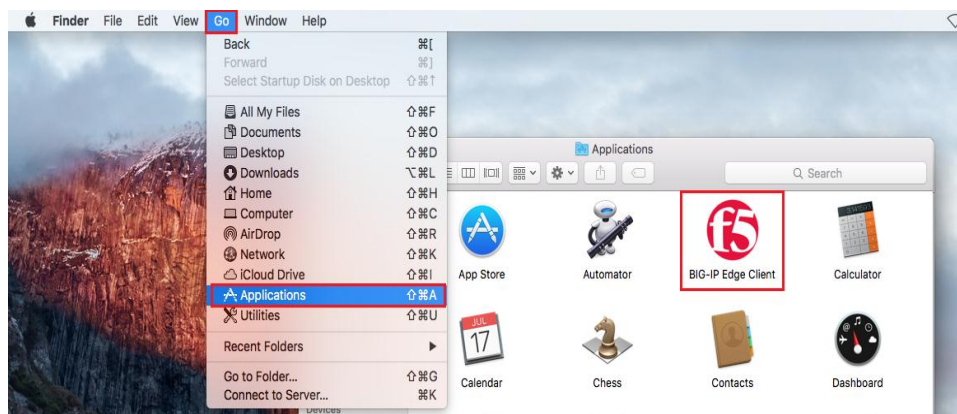 Finder File Edit View Go Window Help
Back ⌘[
Forward ⌘]
Select Startup Disk on Desktop ⇧⌘↑
All My Files ⇧⌘F
Documents ⇧⌘O
Desktop ⇧⌘D
Downloads ⌥⌘L
Home ⇧⌘H
Computer ⇧⌘C
AirDrop ⇧⌘R
Network ⇧⌘K
iCloud Drive ⇧⌘I
Applications ⇧⌘A
Utilities ⇧⌘U
Recent Folders
Go to Folder... ⇧⌘G
Connect to Server... ⌘K
Devices
Applications
Search
f5
App Store Automator BIG-IP Edge Client Calculator
JUL
17
Calendar Chess Contacts Dashboard